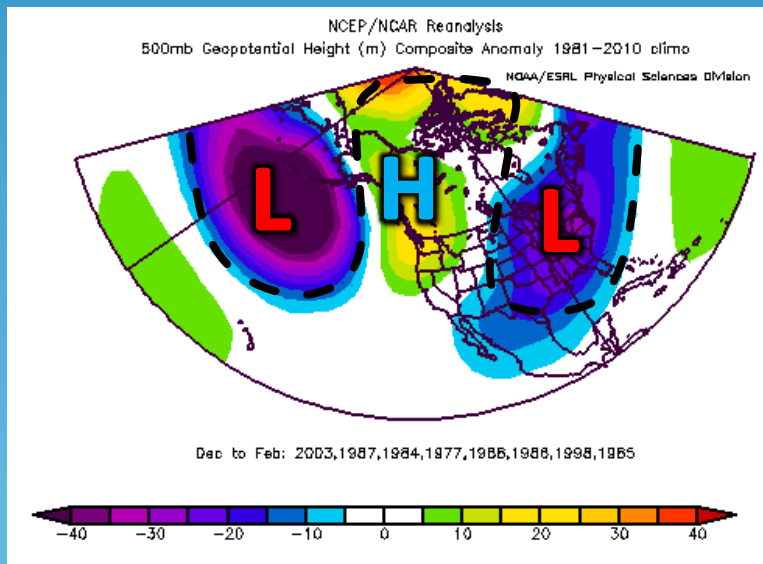 NCEP/NCAR Reanalysis
500mb Geopotential Height (m) Composite Anomaly 1981-2010 climo
NOAA/ESRL Physical Sciences Division
L H L
Dec to Feb: 2003,1987,1984,1977,1966,1986,1998,1965
-40 -30 -20 -10 0 10 20 30 40